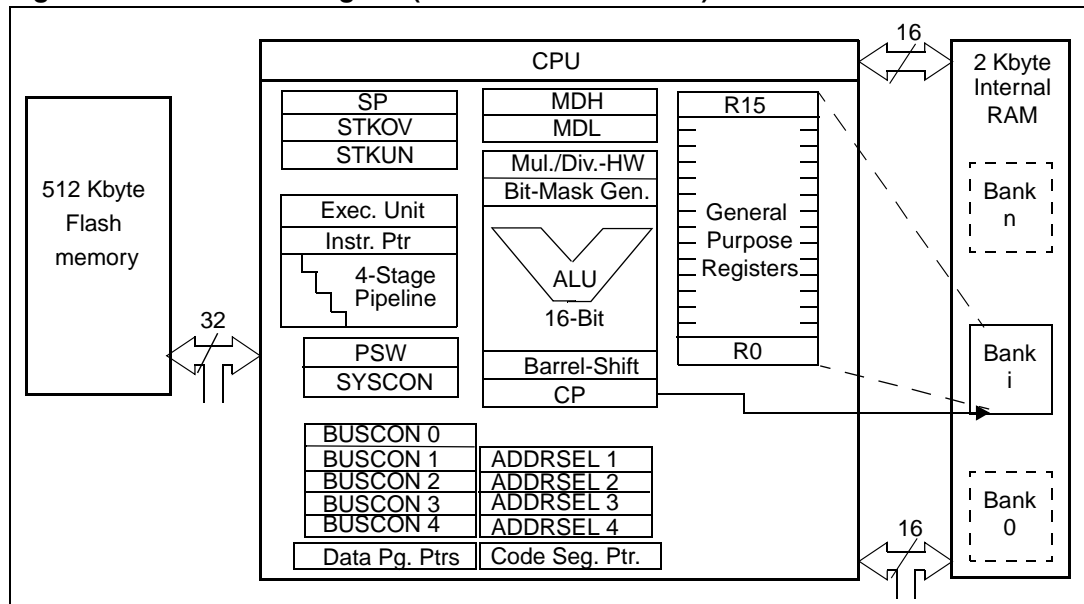 CPU
16
2 Kbyte
Internal
RAM
512 Kbyte
Flash
memory
32
SP
STKOV
STKUN
Exec. Unit
Instr. Ptr
4-Stage
Pipeline
PSW
SYSCON
MDH
MDL
Mul./Div.-HW
Bit-Mask Gen.
ALU
16-Bit
Barrel-Shift
CP
R15
General
Purpose
Registers
R0
Bank
n
Bank
i
Bank
0
BUSCON 0
BUSCON 1
BUSCON 2
BUSCON 3
BUSCON 4
ADDRSEL 1
ADDRSEL 2
ADDRSEL 3
ADDRSEL 4
Data Pg. Ptrs
Code Seg. Ptr.
16